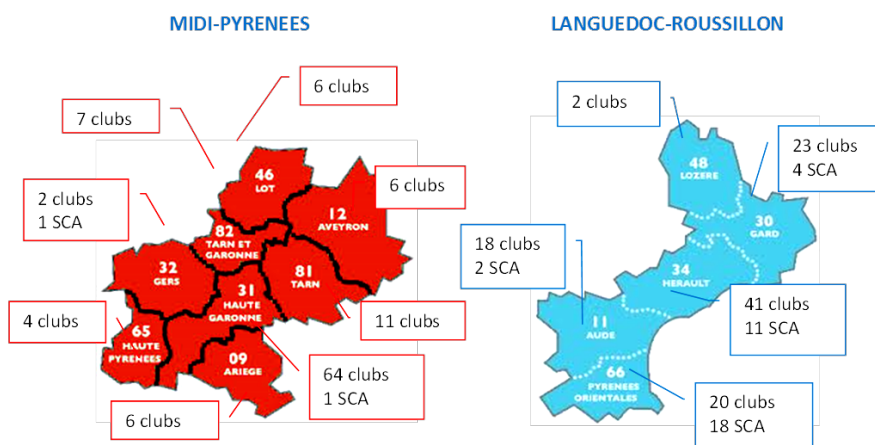 MIDI-PYRENEES
LANGUEDOC-ROUSSILLON
6 clubs
7 clubs
2 clubs
1 SCA
4 clubs
6 clubs
11 clubs
64 clubs
1 SCA
6 clubs
46
LOT
12
AVEYRON
82
TARN ET
GARONNE
32
GERS
81
TARN
31
HAUTE
GARONNE
65
HAUTE
PYRENEES
09
ARIEGE
2 clubs
23 clubs
4 SCA
18 clubs
2 SCA
41 clubs
11 SCA
20 clubs
18 SCA
48
LOZERE
30
GARD
34
HERAULT
11
AUDE
66
PYRENEES
ORIENTALES